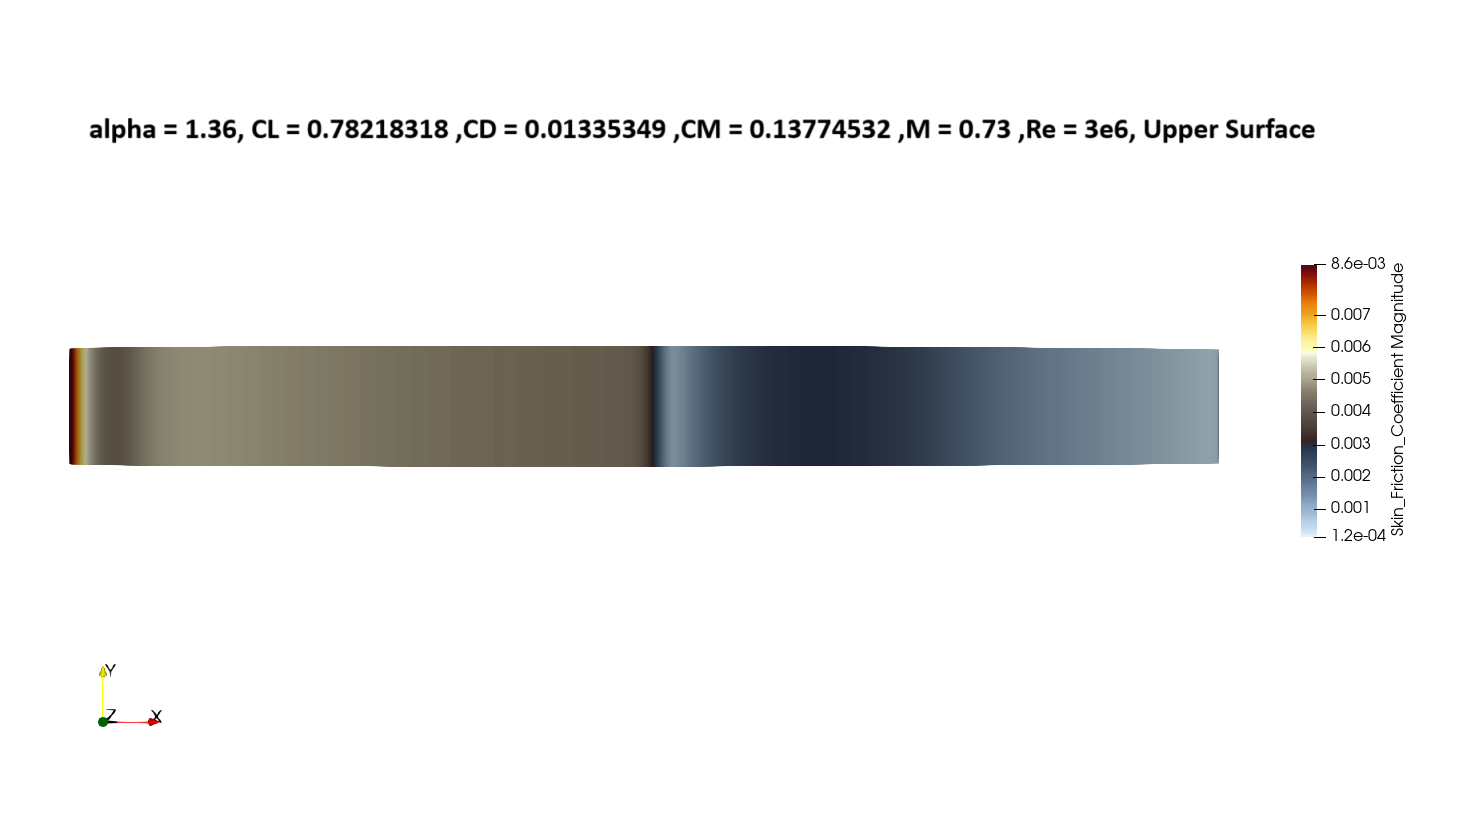 alpha = 1.36, CL = 0.78218318 ,CD = 0.01335349 ,CM = 0.13774532 ,M = 0.73 ,Re = 3e6, Upper Surface
8.6e-03
0.007
0.006
0.005
0.004
0.003
0.002
0.001
1.2e-04
Skin_Friction_Coefficient Magnitude
Y
Z
X